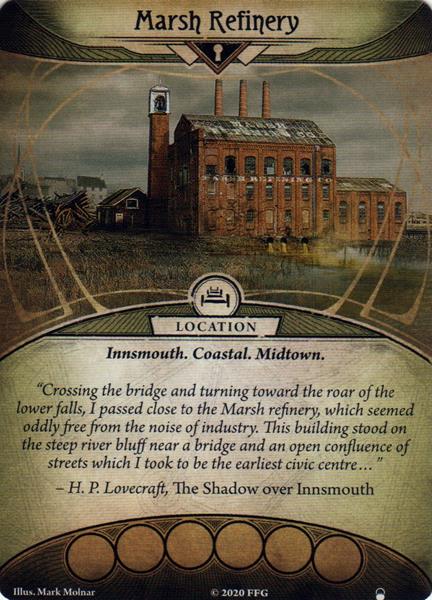 Marsh Refinery
REFINING CO
LOCATION
Innsmouth. Coastal. Midtown.
“Crossing the bridge and turning toward the roar of the
lower falls, I passed close to the Marsh refinery, which seemed
oddly free from the noise of industry. This building stood on
the steep river bluff near a bridge and an open confluence of
streets which I took to be the earliest civic centre…”
– H. P. Lovecraft, The Shadow over Innsmouth
Illus. Mark Molnar © 2020 FFG